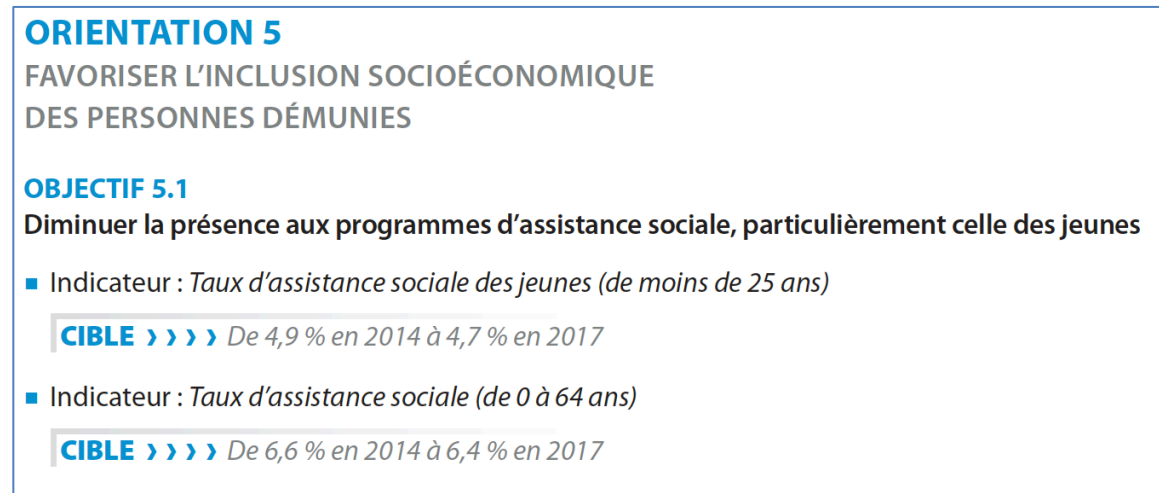 ORIENTATION 5
FAVORISER L’INCLUSION SOCIOÉCONOMIQUE
DES PERSONNES DÉMUNIES
OBJECTIF 5.1
Diminuer la présence aux programmes d’assistance sociale, particulièrement celle des jeunes
■ Indicateur : Taux d’assistance sociale des jeunes (de moins de 25 ans)
CIBLE ❯ ❯ ❯ ❯ De 4,9 % en 2014 à 4,7 % en 2017
■ Indicateur : Taux d’assistance sociale (de 0 à 64 ans)
CIBLE ❯ ❯ ❯ ❯ De 6,6 % en 2014 à 6,4 % en 2017